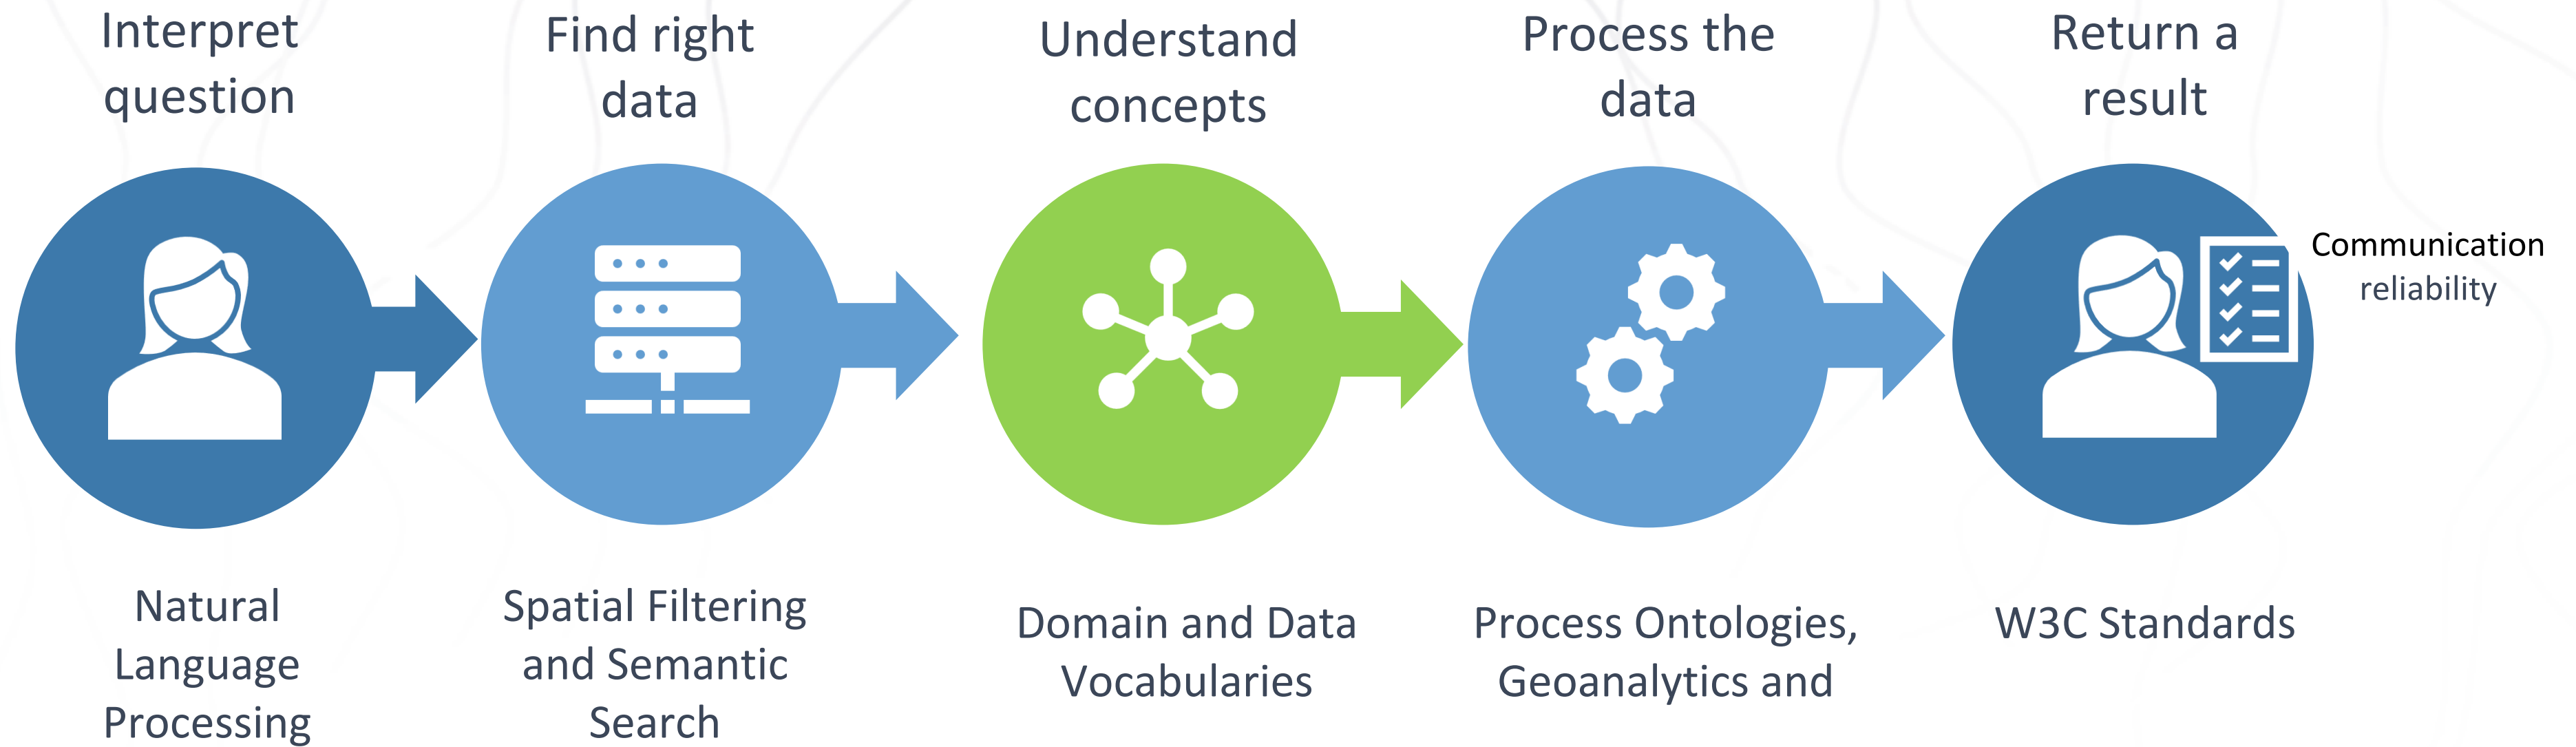 Interpret
question
Find right
data
Understand
concepts
Process the
data
Return a
result
Communication
reliability
Natural
Language
Processing
Spatial Filtering
and Semantic
Search
Domain and Data
Vocabularies
Process Ontologies,
Geoanalytics and
W3C Standards